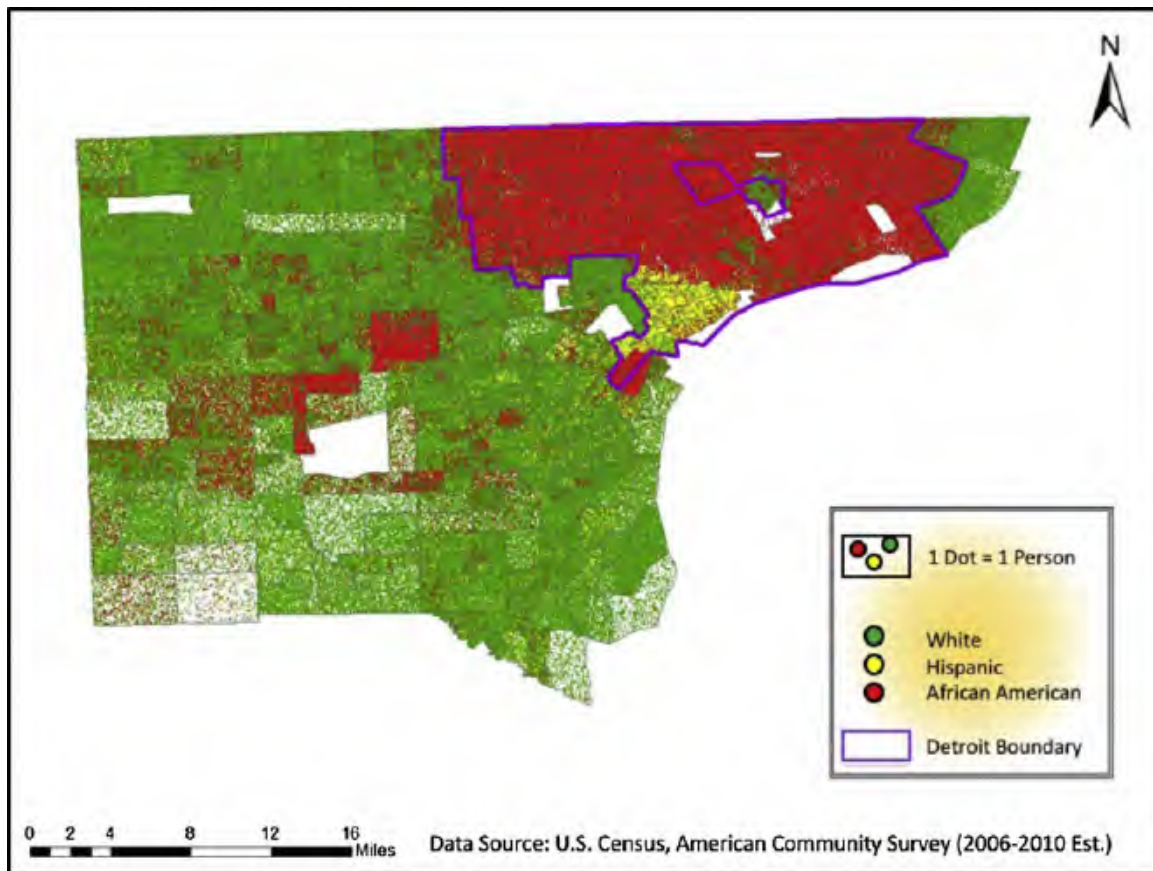 N
1 Dot = 1 Person
White
Hispanic
African American
Detroit Boundary
0 2 4 8 12 16
Miles
Data Source: U.S. Census, American Community Survey (2006-2010 Est.)